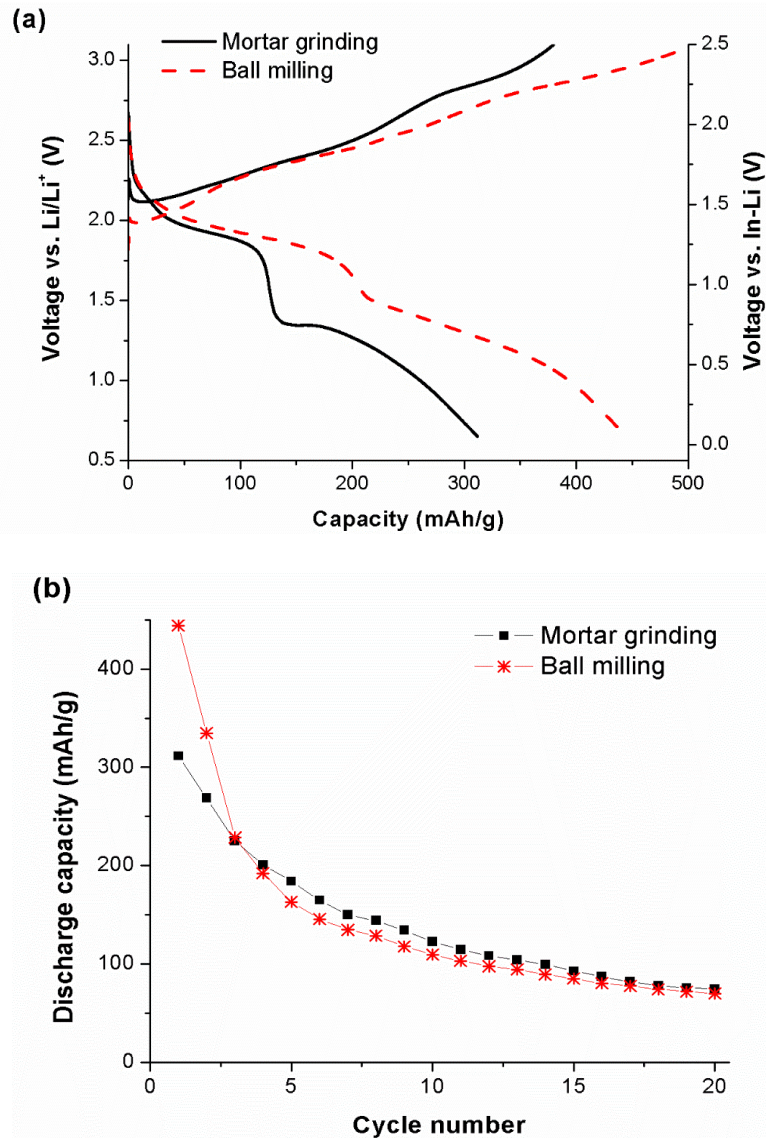 (a)
Mortar grinding
Ball milling
3.0
2.5
2.0
1.5
1.0
0.5
Voltage vs. Li/Li⁺ (V)
2.5
2.0
1.5
1.0
0.5
0.0
Voltage vs. In-Li (V)
0 100 200 300 400 500
Capacity (mAh/g)
(b)
Mortar grinding
Ball milling
400
300
200
100
0
Discharge capacity (mAh/g)
0 5 10 15 20
Cycle number